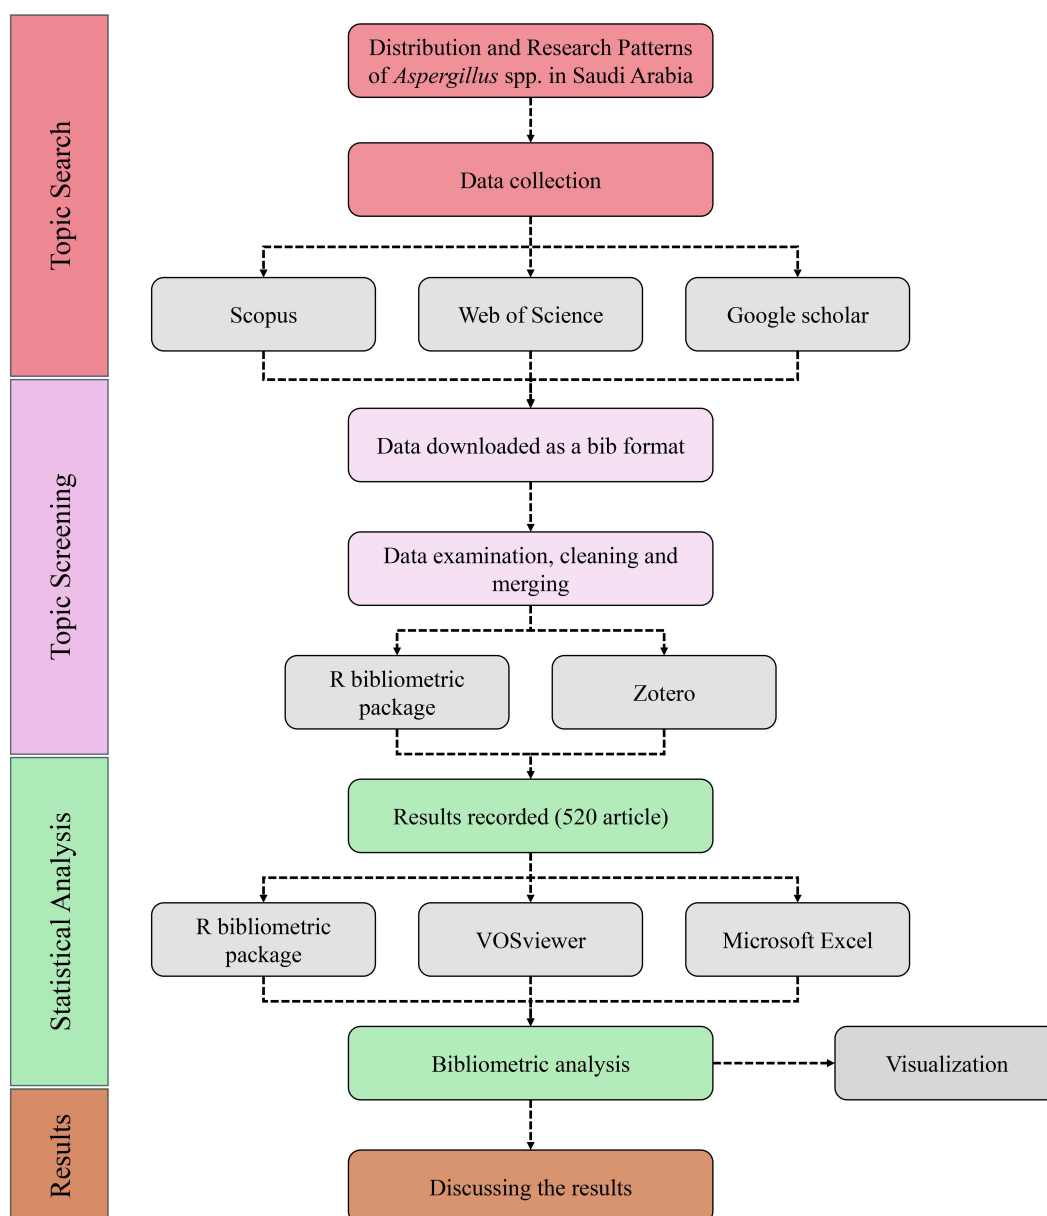 Topic Search
Distribution and Research Patterns
of Aspergillus spp. in Saudi Arabia
Data collection
Scopus
Web of Science
Google scholar
Topic Screening
Data downloaded as a bib format
Data examination, cleaning and
merging
R bibliometric
package
Zotero
Statistical Analysis
Results recorded (520 article)
R bibliometric
package
VOSviewer
Microsoft Excel
Bibliometric analysis
Visualization
Results
Discussing the results